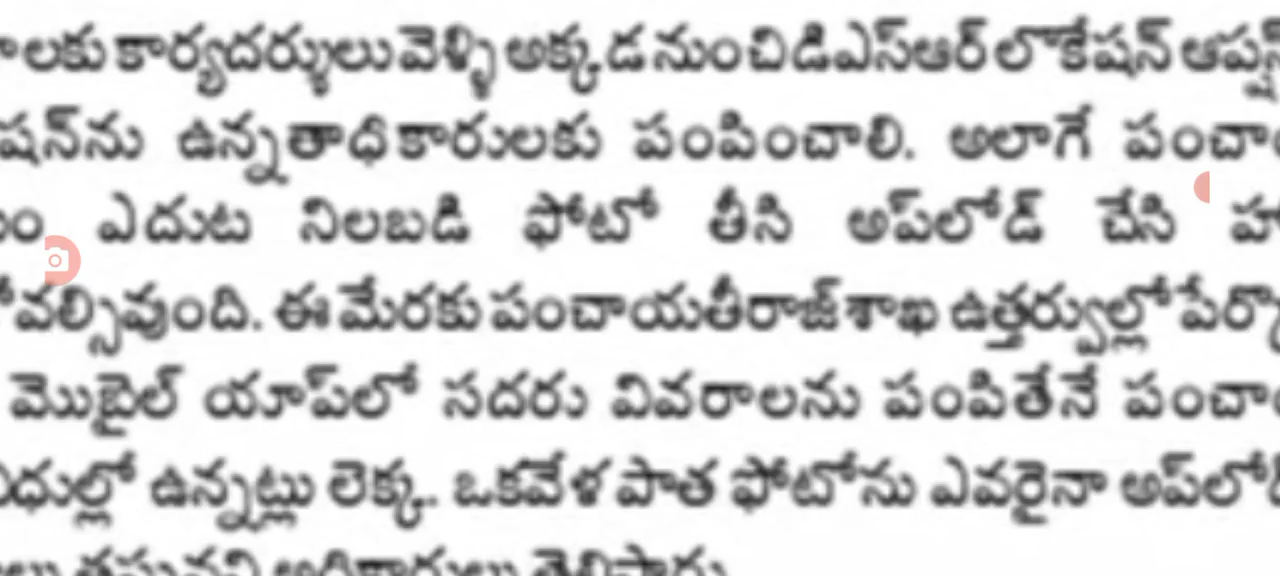 లకు కార్యదర్శులు వెళ్ళి అక్కడ నుంచి డిఎస్ఆర్ లొకేషన్
షన్‌ను ఉన్నతాధికారులకు పంపించాలి. అలాగే
ఎదుట నిలబడి ఫోటో తీసి అప్‌లోడ్ చేసి
వల్సివుంది. ఈ మేరకు పంచాయతీరాజ్ శాఖ ఉత్తర్వుల్లో
మొబైల్ యాప్‌లో సదరు వివరాలను పంపితేనే
ఉన్నట్లు లెక్క. ఒకవేళ పాత ఫోటోను ఎవరైనా